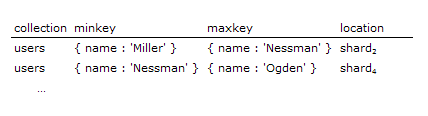 collection minkey maxkey location
users { name : 'Miller' } { name : 'Nessman' } shard₂
users { name : 'Nessman' } { name : 'Ogden' } shard₄
...